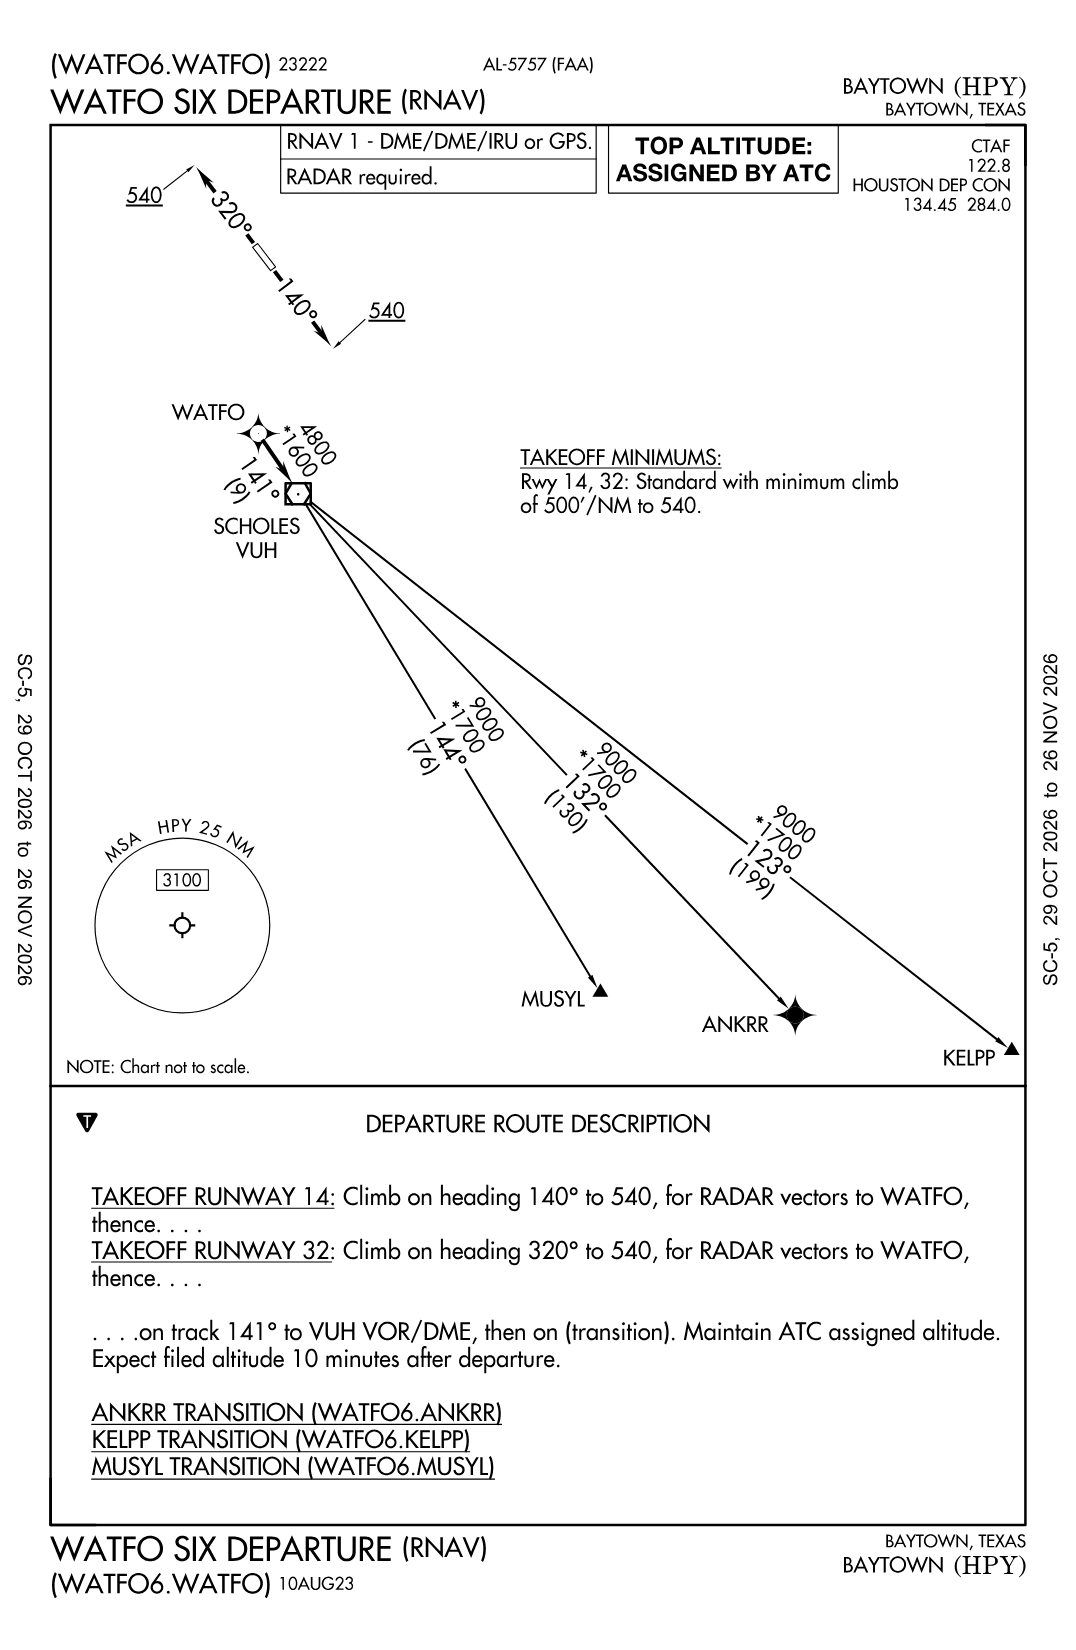 (WATFO6.WATFO) 23222
AL-5757 (FAA)
WATFO SIX DEPARTURE (RNAV)
BAYTOWN (HPY)
BAYTOWN, TEXAS
RNAV 1 - DME/DME/IRU or GPS.
RADAR required.
TOP ALTITUDE:
ASSIGNED BY ATC
CTAF
122.8
HOUSTON DEP CON
134.45 284.0
540
320°
140°
540
WATFO
4800
*1600
141°
(9)
SCHOLES
VUH
TAKEOFF MINIMUMS:
Rwy 14, 32: Standard with minimum climb
of 500'/NM to 540.
SC-5, 29 OCT 2026 to 26 NOV 2026
SC-5, 29 OCT 2026 to 26 NOV 2026
9000
*1700
144°
(76)
9000
*1700
132°
(130)
9000
*1700
123°
(199)
MSA HPY 25 NM
3100
MUSYL
ANKRR
KELPP
NOTE: Chart not to scale.
T
DEPARTURE ROUTE DESCRIPTION
TAKEOFF RUNWAY 14: Climb on heading 140° to 540, for RADAR vectors to WATFO,
thence. . . .
TAKEOFF RUNWAY 32: Climb on heading 320° to 540, for RADAR vectors to WATFO,
thence. . . .
. . . .on track 141° to VUH VOR/DME, then on (transition). Maintain ATC assigned altitude.
Expect filed altitude 10 minutes after departure.
ANKRR TRANSITION (WATFO6.ANKRR)
KELPP TRANSITION (WATFO6.KELPP)
MUSYL TRANSITION (WATFO6.MUSYL)
WATFO SIX DEPARTURE (RNAV)
(WATFO6.WATFO) 10AUG23
BAYTOWN, TEXAS
BAYTOWN (HPY)